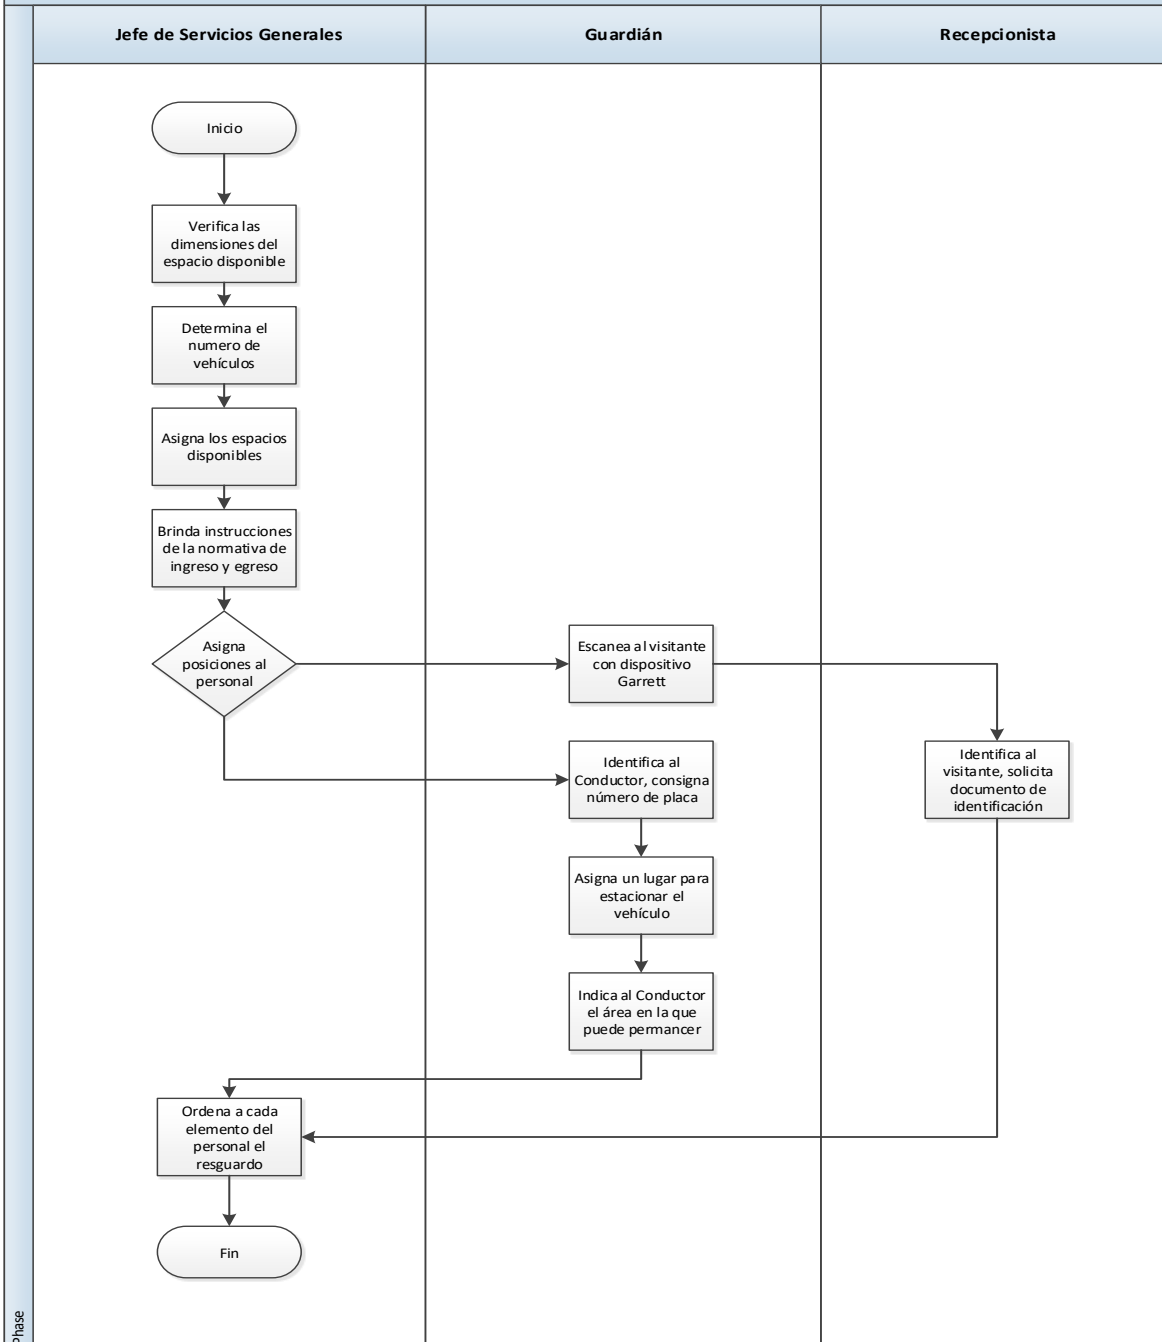 Jefe de Servicios Generales
Guardián
Recepcionista
Inicio
Verifica las
dimensiones del
espacio disponible
Determina el
numero de
vehículos
Asigna los espacios
disponibles
Brinda instrucciones
de la normativa de
ingreso y egreso
Asigna
posiciones al
personal
Escanea al visitante
con dispositivo
Garrett
Identifica al
Conductor, consigna
número de placa
Identifica al
visitante, solicita
documento de
identificación
Asigna un lugar para
estacionar el
vehículo
Indica al Conductor
el área en la que
puede permancer
Ordena a cada
elemento del
personal el
resguardo
Fin
Phase